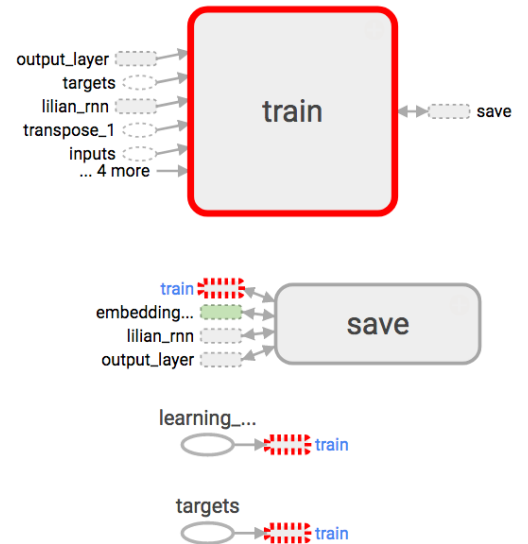 output_layer
targets
lilian_rnn
transpose_1
inputs
... 4 more
train
save
train
embedding...
lilian_rnn
output_layer
save
learning_...
train
targets
train